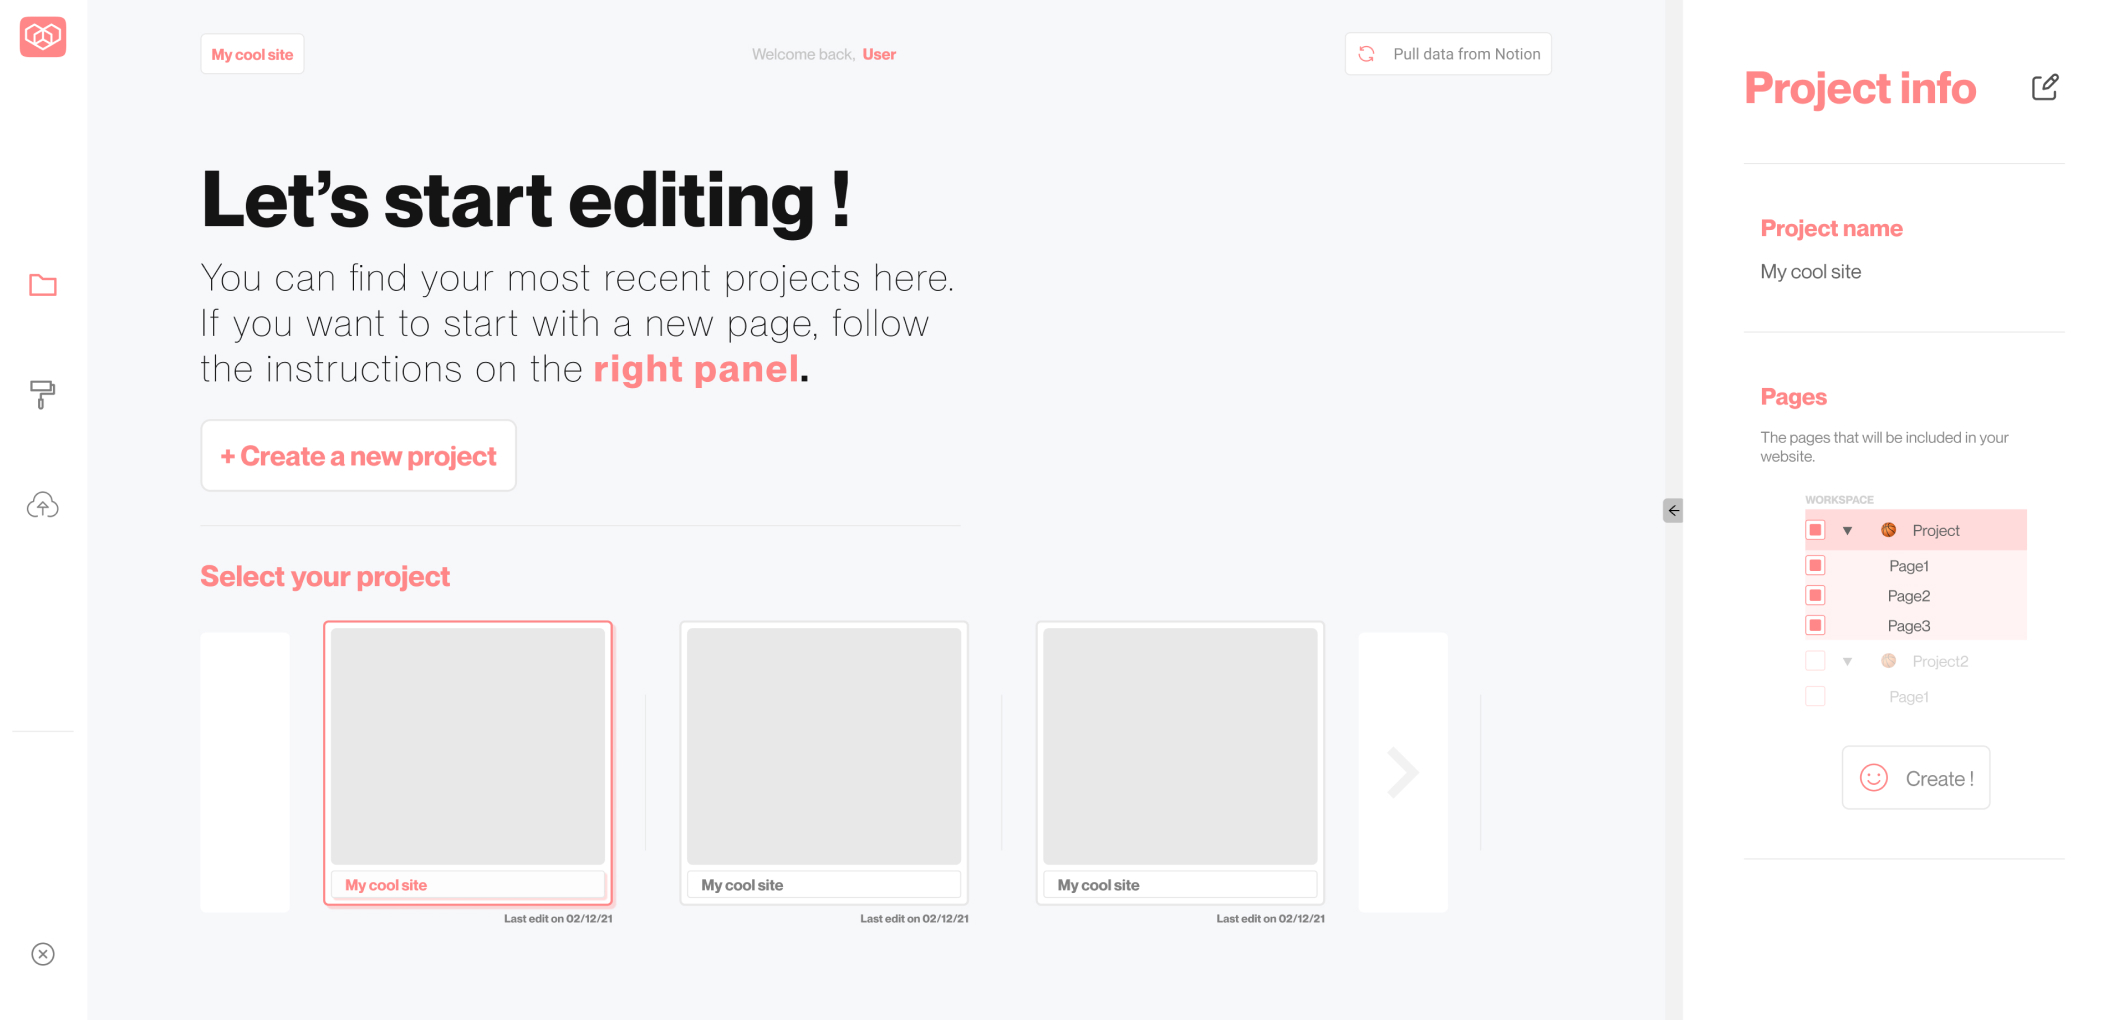 My cool site
Welcome back, User
Pull data from Notion
Let's start editing !
You can find your most recent projects here.
If you want to start with a new page, follow
the instructions on the right panel.
+ Create a new project
Select your project
My cool site
Last edit on 02/12/21
My cool site
Last edit on 02/12/21
My cool site
Last edit on 02/12/21
Project info
Project name
My cool site
Pages
The pages that will be included in your
website.
WORKSPACE
Project
Page1
Page2
Page3
Project2
Page1
Create !